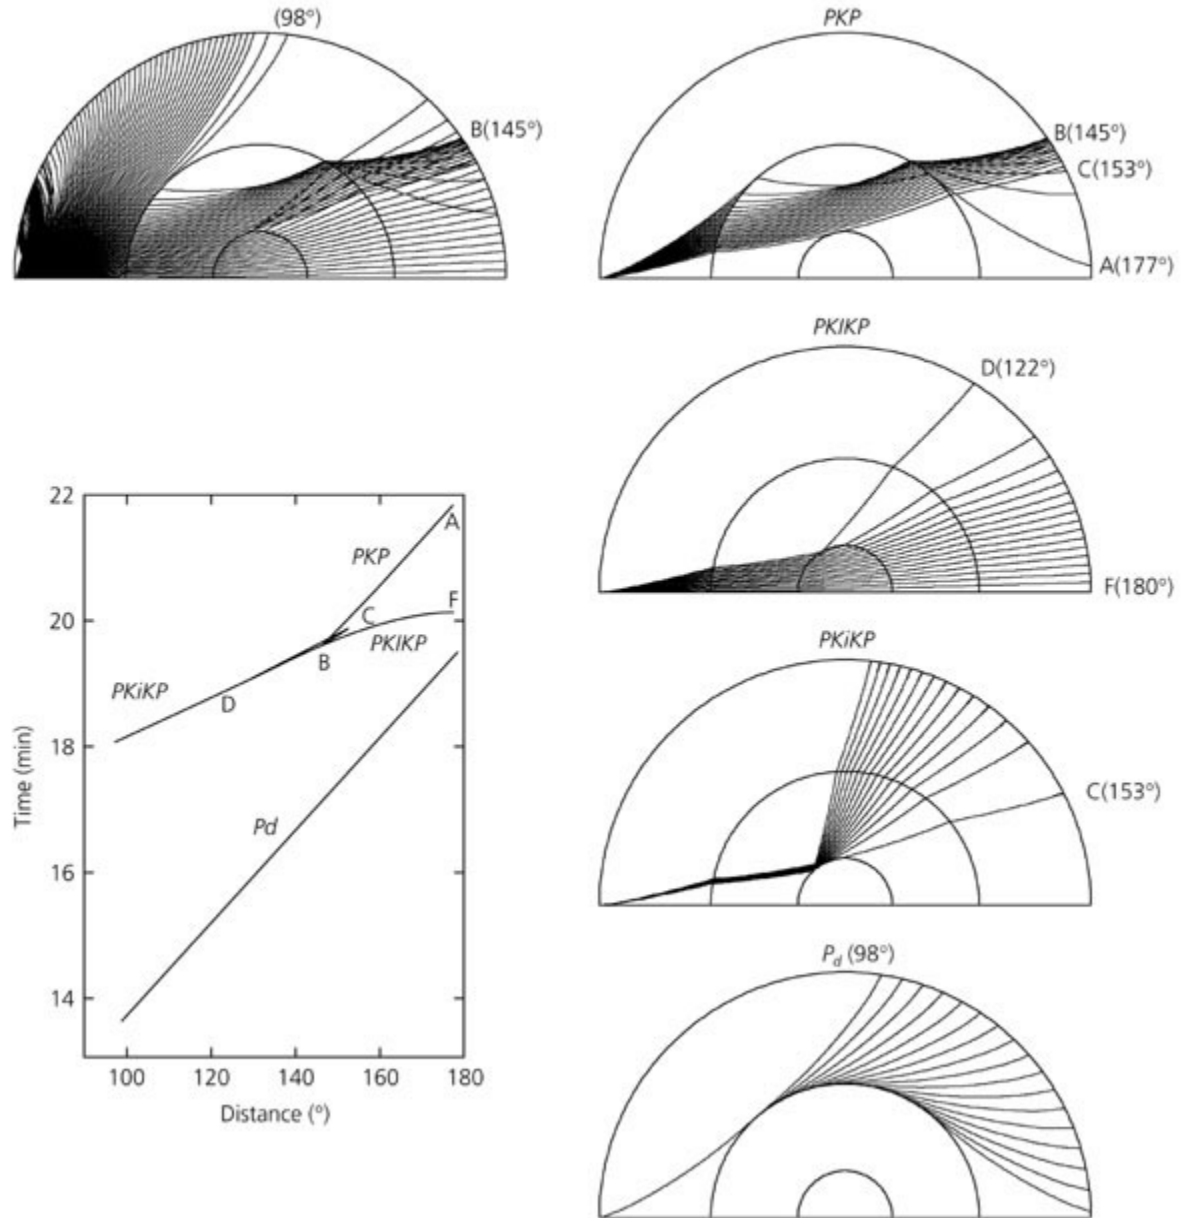 (98°)
B(145°)
PKP
B(145°)
C(153°)
A(177°)
PKIKP
D(122°)
F(180°)
PKiKP
C(153°)
Pd (98°)
22
20
18
16
14
Time (min)
A
PKP
F
C
PKIKP
B
PKiKP
D
Pd
100 120 140 160 180
Distance (°)